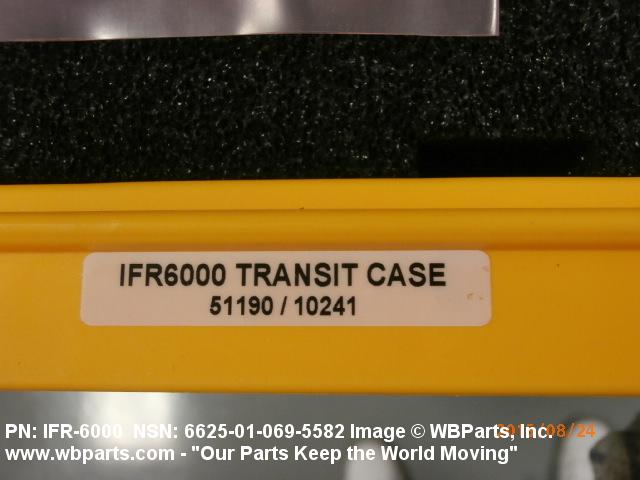 IFR6000 TRANSIT CASE
51190 / 10241
PN: IFR-6000 NSN: 6625-01-069-5582 Image © WBParts, Inc.
www.wbparts.com - "Our Parts Keep the World Moving"